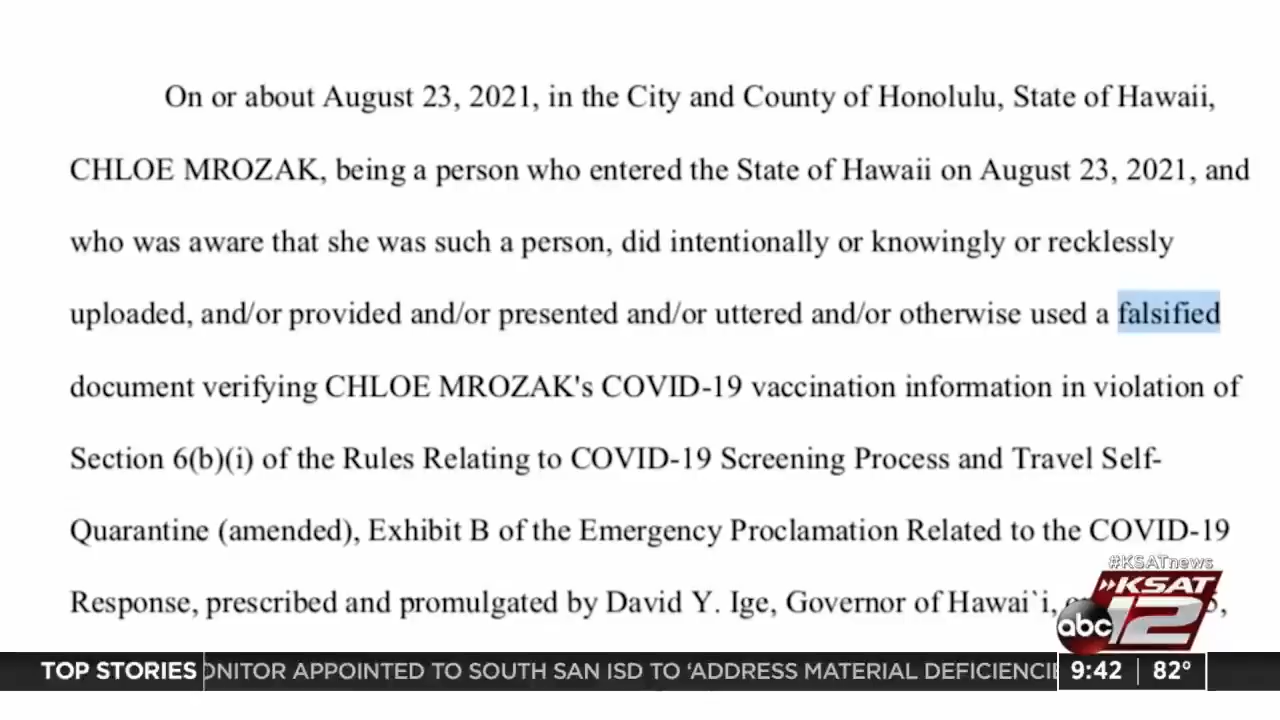 On or about August 23, 2021, in the City and County of Honolulu, State of Hawaii,
CHLOE MROZAK, being a person who entered the State of Hawaii on August 23, 2021, and
who was aware that she was such a person, did intentionally or knowingly or recklessly
uploaded, and/or provided and/or presented and/or uttered and/or otherwise used a falsified
document verifying CHLOE MROZAK's COVID-19 vaccination information in violation of
Section 6(b)(i) of the Rules Relating to COVID-19 Screening Process and Travel Self-
Quarantine (amended), Exhibit B of the Emergency Proclamation Related to the COVID-19
#KSATnews
Response, prescribed and promulgated by David Y. Ige, Governor of Hawai`i,
KSAT
abc 12
TOP STORIES ONITOR APPOINTED TO SOUTH SAN ISD TO ‘ADDRESS MATERIAL DEFICIENCI 9:42 82°